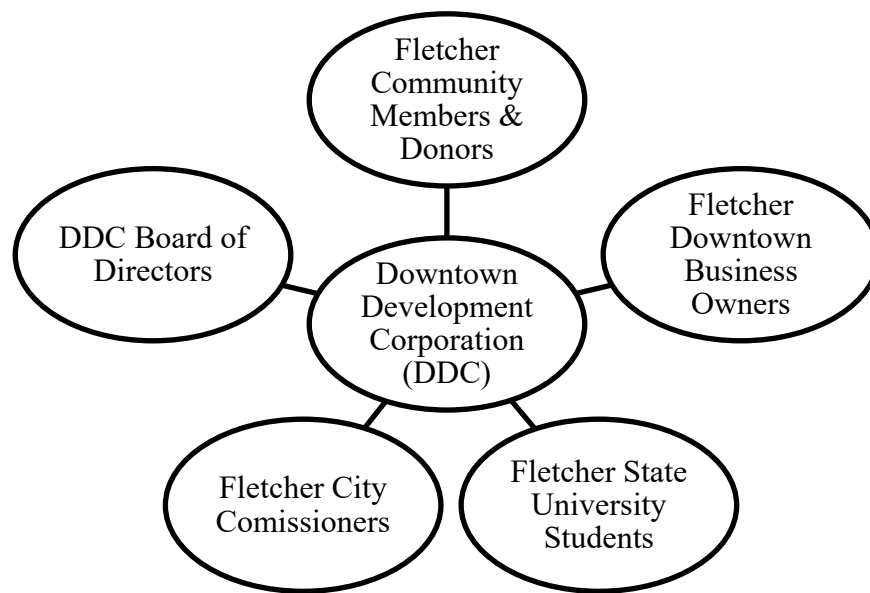 Fletcher
Community
Members &
Donors
DDC Board of
Directors
Fletcher
Downtown
Business
Owners
Downtown
Development
Corporation
(DDC)
Fletcher City
Comissioners
Fletcher State
University
Students